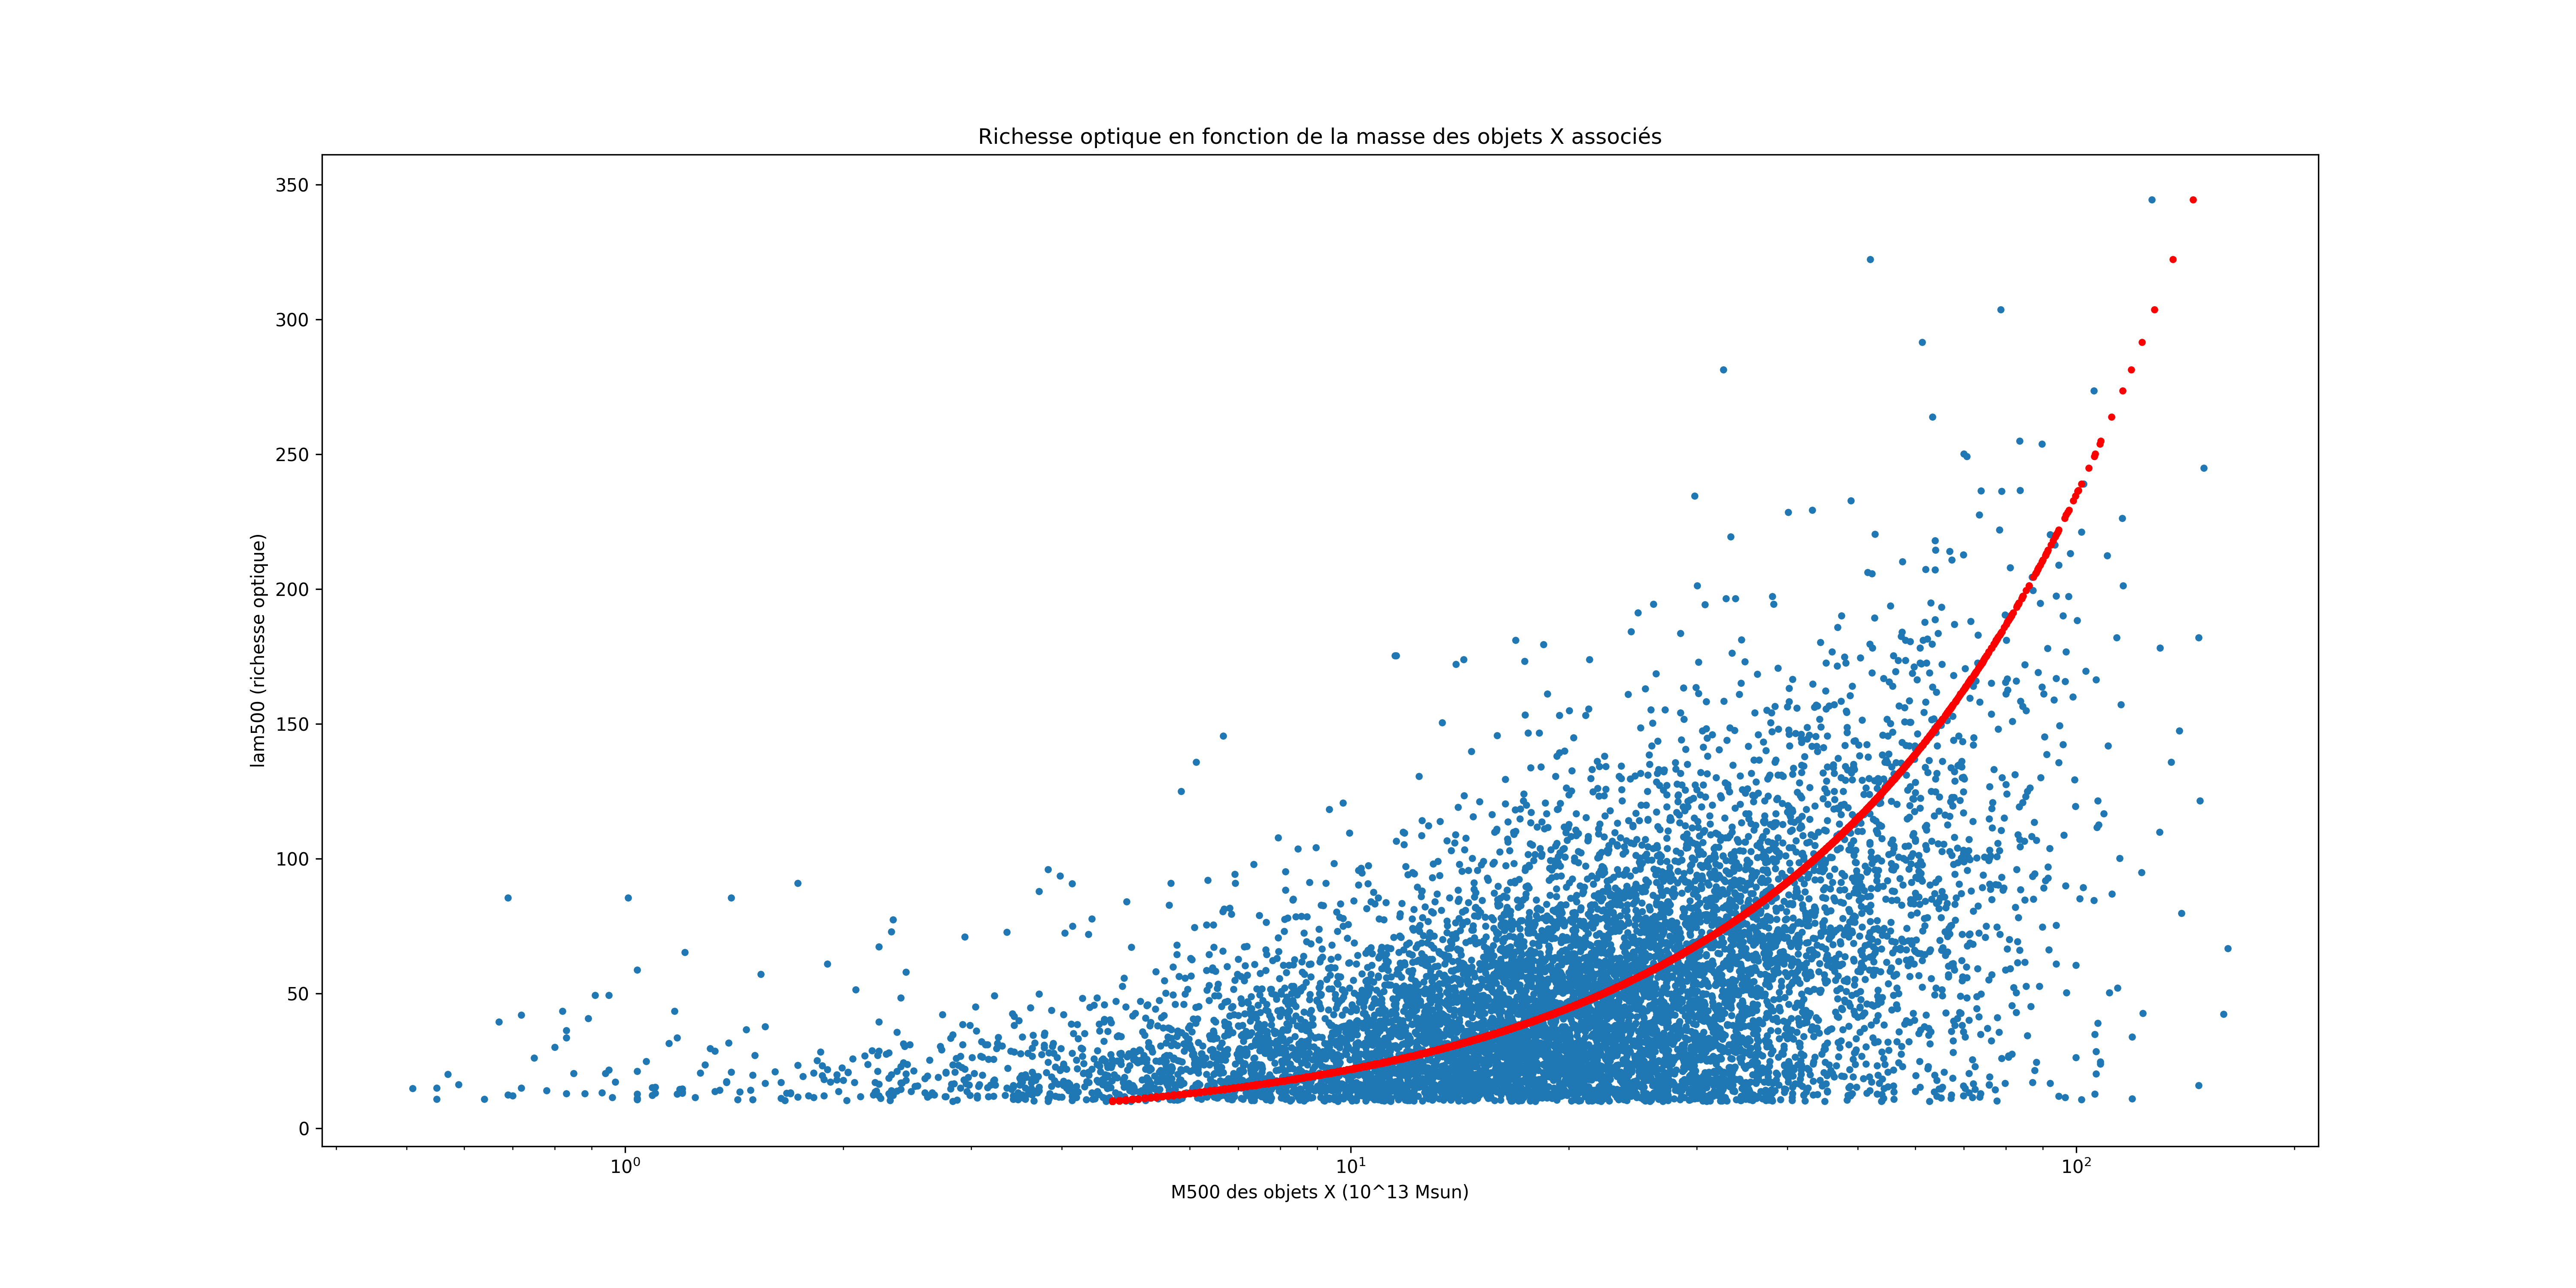 Richesse optique en fonction de la masse des objets X associés
350
300
250
200
150
100
50
0
lam500 (richesse optique)
10^0 10^1 10^2
M500 des objets X (10^13 Msun)